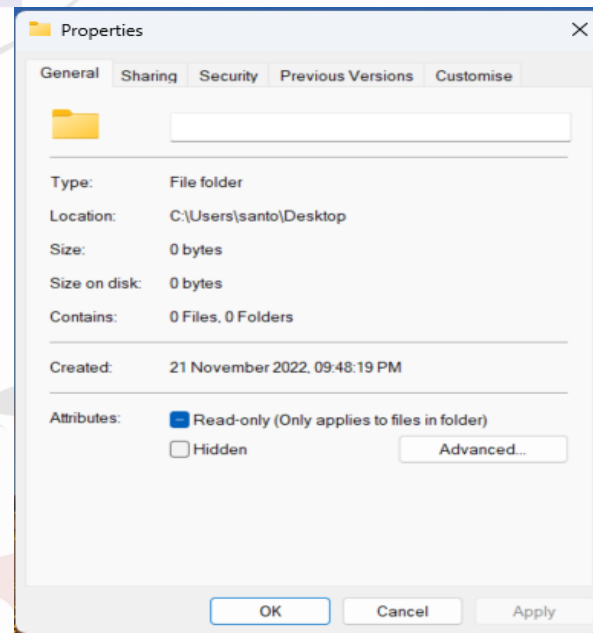 Properties
General Sharing Security Previous Versions Customise
Type: File folder
Location: C:\Users\santo\Desktop
Size: 0 bytes
Size on disk: 0 bytes
Contains: 0 Files, 0 Folders
Created: 21 November 2022, 09:48:19 PM
Attributes: Read-only (Only applies to files in folder)
Hidden Advanced...
OK Cancel Apply